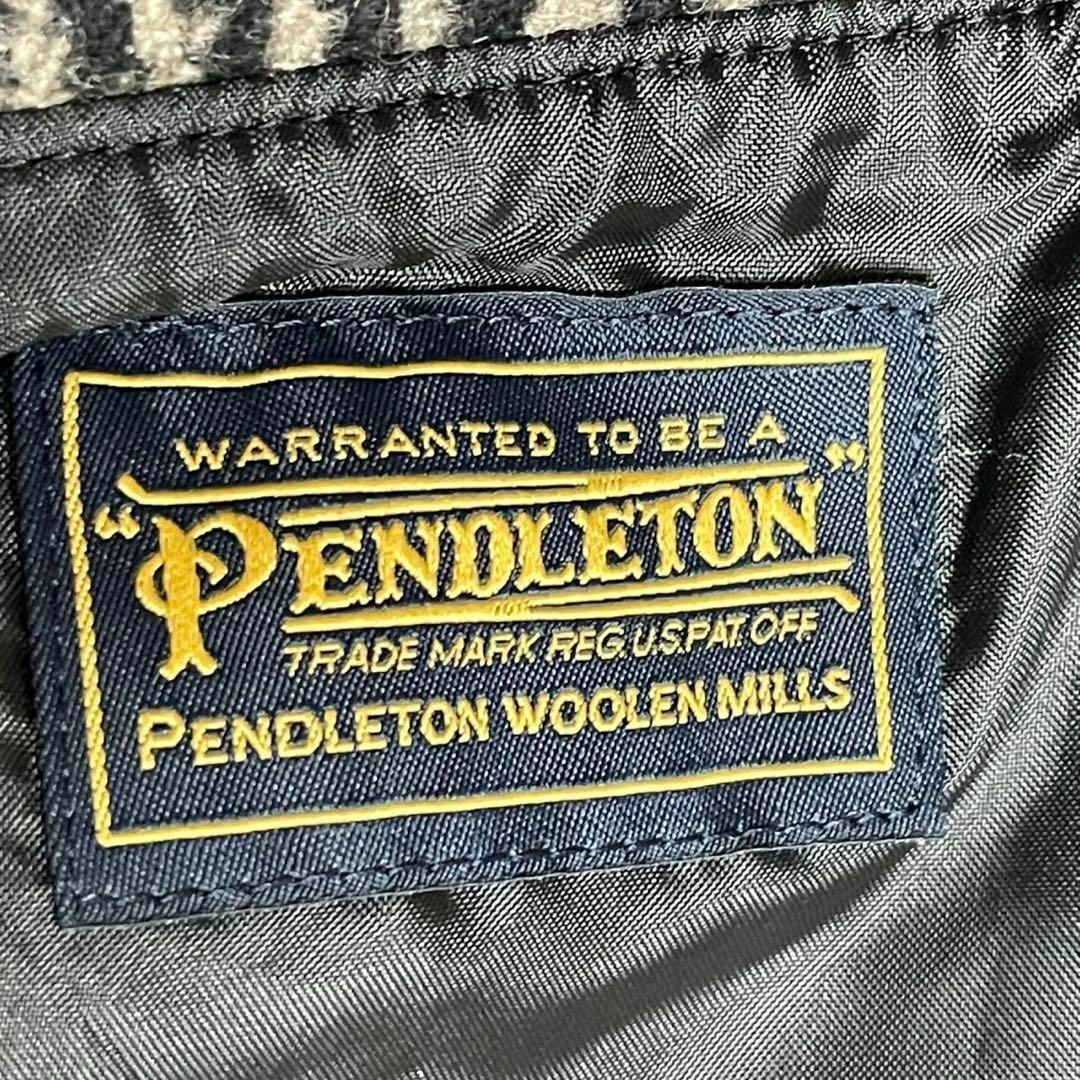 WARRANTED TO BE A
"PENDLETON"
TRADE MARK REG. U.S. PAT. OFF.
PENDLETON WOOLEN MILLS